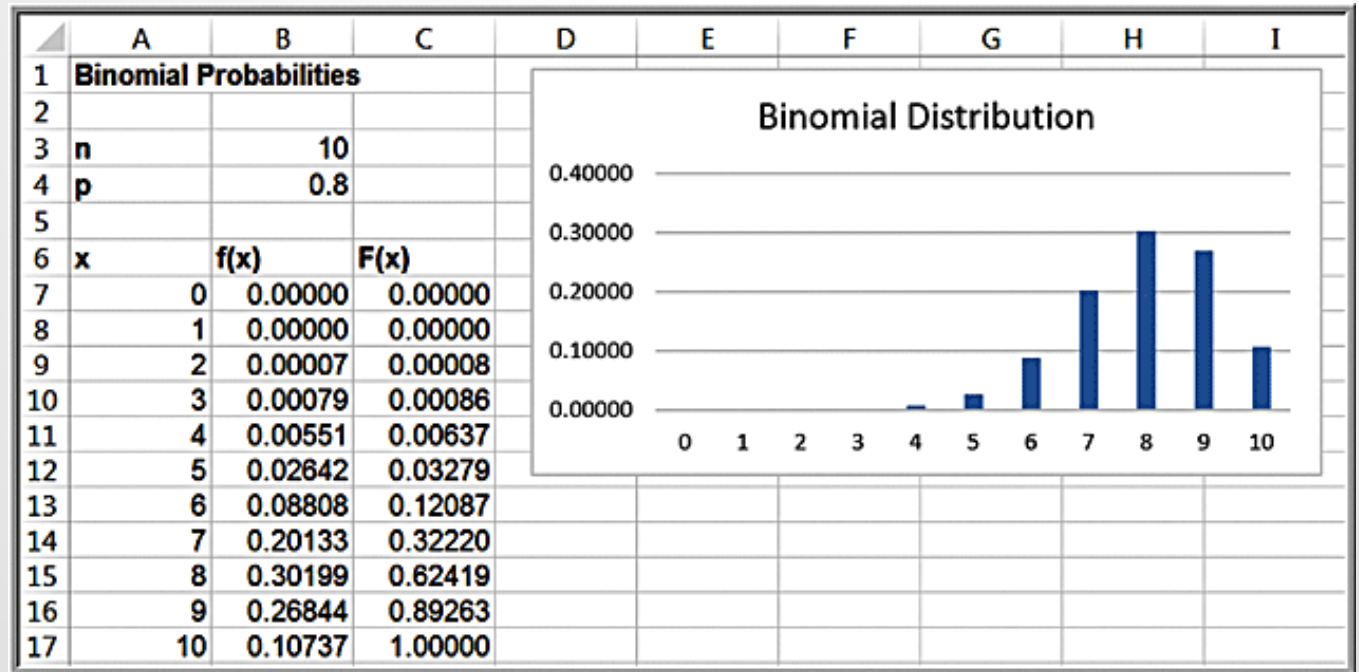 A B C D E F G H I
1 Binomial Probabilities
2
3 n 10
4 p 0.8
5
6 x f(x) F(x)
7 0 0.00000 0.00000
8 1 0.00000 0.00000
9 2 0.00007 0.00008
10 3 0.00079 0.00086
11 4 0.00551 0.00637
12 5 0.02642 0.03279
13 6 0.08808 0.12087
14 7 0.20133 0.32220
15 8 0.30199 0.62419
16 9 0.26844 0.89263
17 10 0.10737 1.00000
Binomial Distribution
0.40000
0.30000
0.20000
0.10000
0.00000
0 1 2 3 4 5 6 7 8 9 10